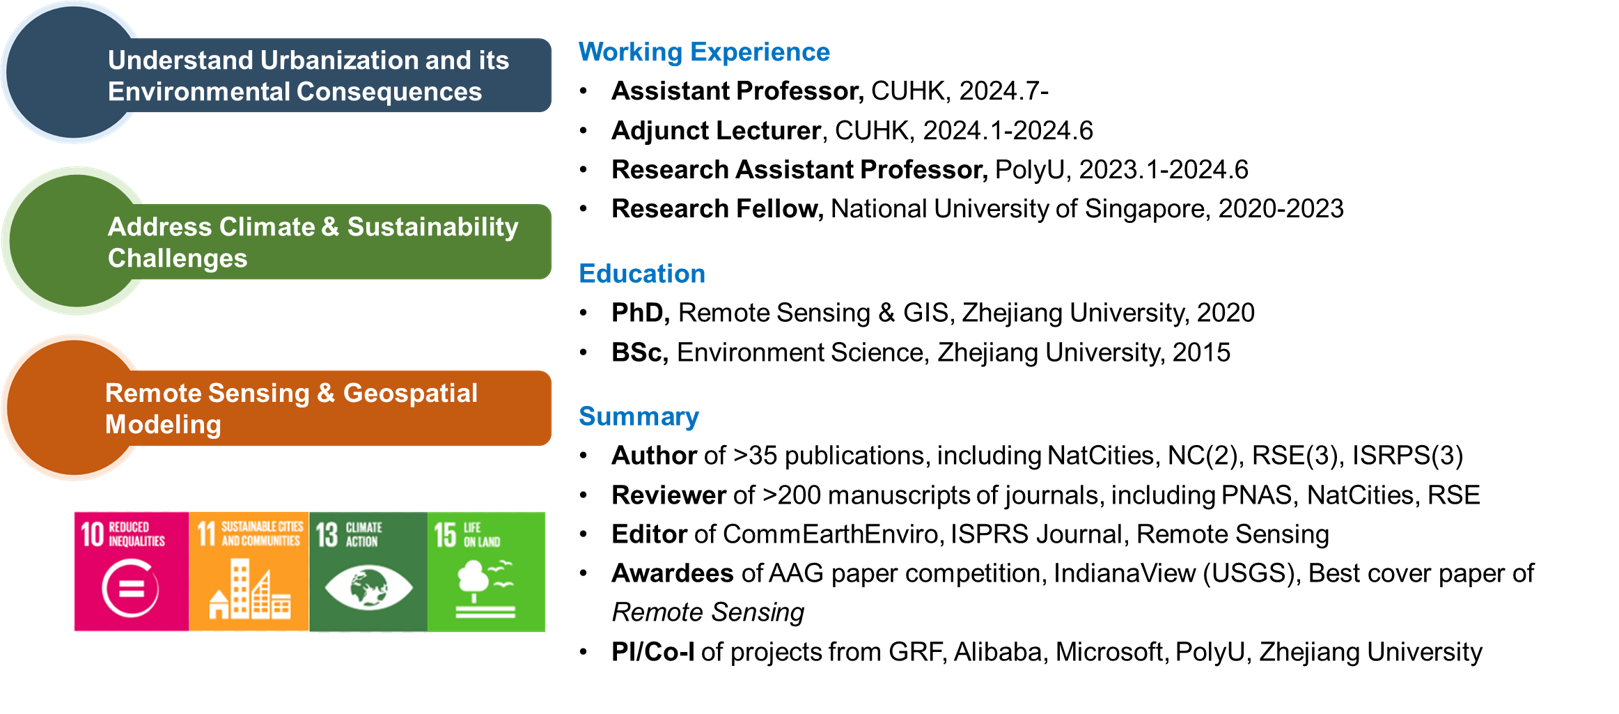 Understand Urbanization and its
Environmental Consequences
Address Climate & Sustainability
Challenges
Remote Sensing & Geospatial
Modeling
10 REDUCED
INEQUALITIES
11 SUSTAINABLE CITIES
AND COMMUNITIES
13 CLIMATE
ACTION
15 LIFE
ON LAND
Working Experience
• Assistant Professor, CUHK, 2024.7-
• Adjunct Lecturer, CUHK, 2024.1-2024.6
• Research Assistant Professor, PolyU, 2023.1-2024.6
• Research Fellow, National University of Singapore, 2020-2023
Education
• PhD, Remote Sensing & GIS, Zhejiang University, 2020
• BSc, Environment Science, Zhejiang University, 2015
Summary
• Author of >35 publications, including NatCities, NC(2), RSE(3), ISRPS(3)
• Reviewer of >200 manuscripts of journals, including PNAS, NatCities, RSE
• Editor of CommEarthEnviro, ISPRS Journal, Remote Sensing
• Awardees of AAG paper competition, IndianaView (USGS), Best cover paper of
Remote Sensing
• PI/Co-I of projects from GRF, Alibaba, Microsoft, PolyU, Zhejiang University